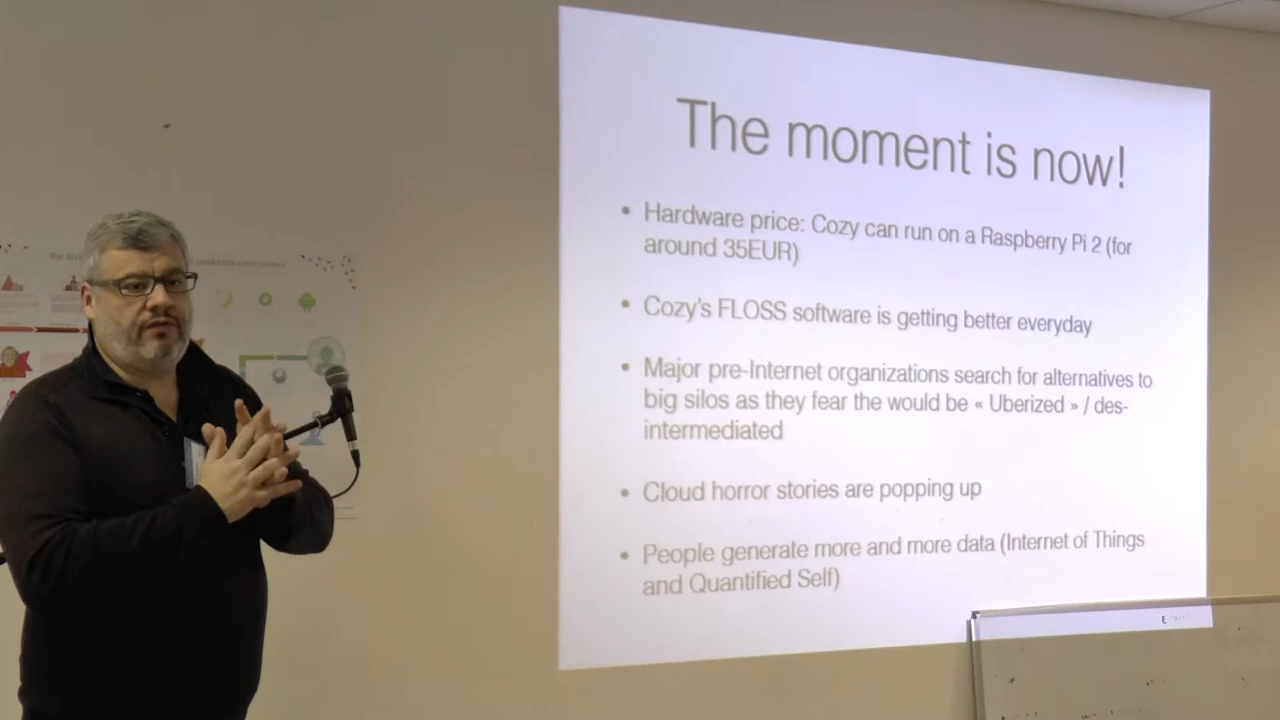 The moment is now!
• Hardware price: Cozy can run on a Raspberry Pi 2 (for
around 35EUR)
• Cozy's FLOSS software is getting better everyday
• Major pre-Internet organizations search for alternatives to
big silos as they fear the would be « Uberized » / des-
intermediated
• Cloud horror stories are popping up
• People generate more and more data (Internet of Things
and Quantified Self)